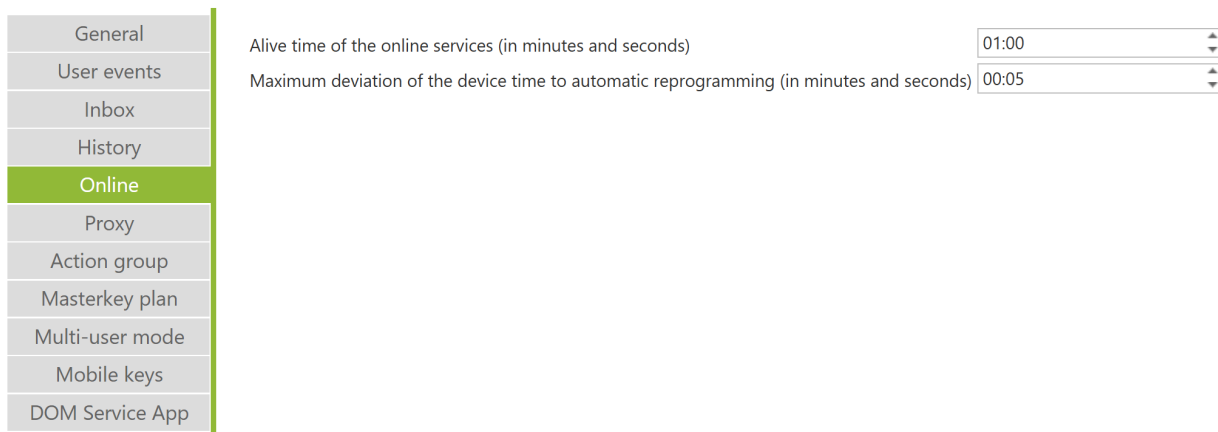 General
User events
Inbox
History
Online
Proxy
Action group
Masterkey plan
Multi-user mode
Mobile keys
DOM Service App
Alive time of the online services (in minutes and seconds) 01:00
Maximum deviation of the device time to automatic reprogramming (in minutes and seconds) 00:05